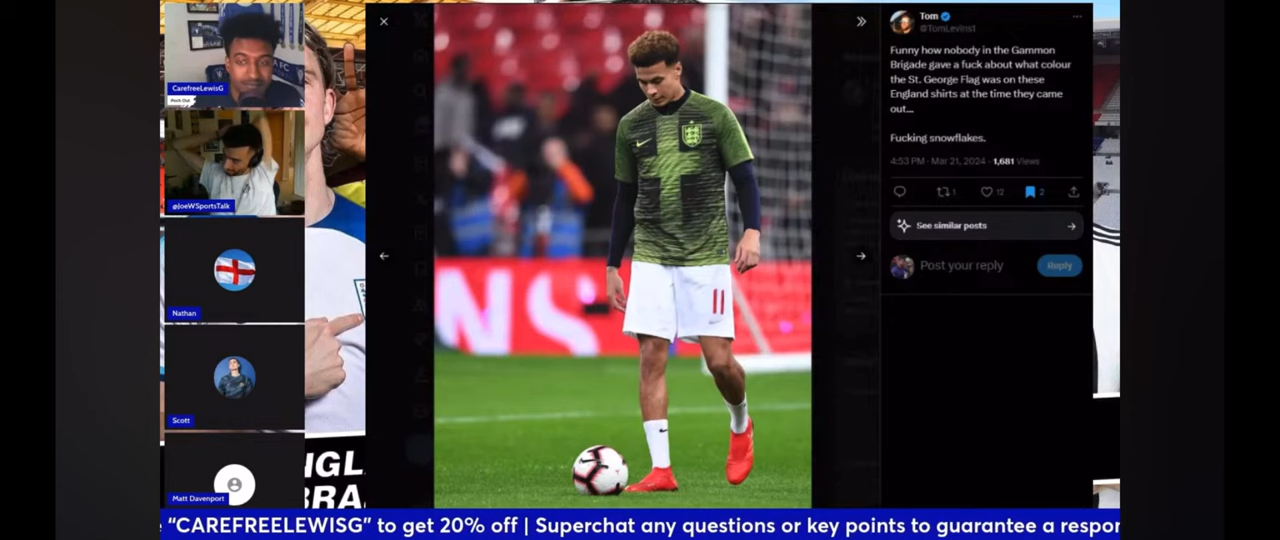 CarefreeLewisG
@JoeWSportsTalk
Nathan
Scott
Matt Davenport
NGL
BRA
N S
11
Tom
@TomLevins1
Funny how nobody in the Gammon
Brigade gave a fuck about what colour
the St. George Flag was on these
England shirts at the time they came
out...
Fucking snowflakes.
4:53 PM · Mar 21, 2024 · 1,681 Views
1
12
2
See similar posts
Post your reply
Reply
"CAREFREELEWISG" to get 20% off | Superchat any questions or key points to guarantee a respor